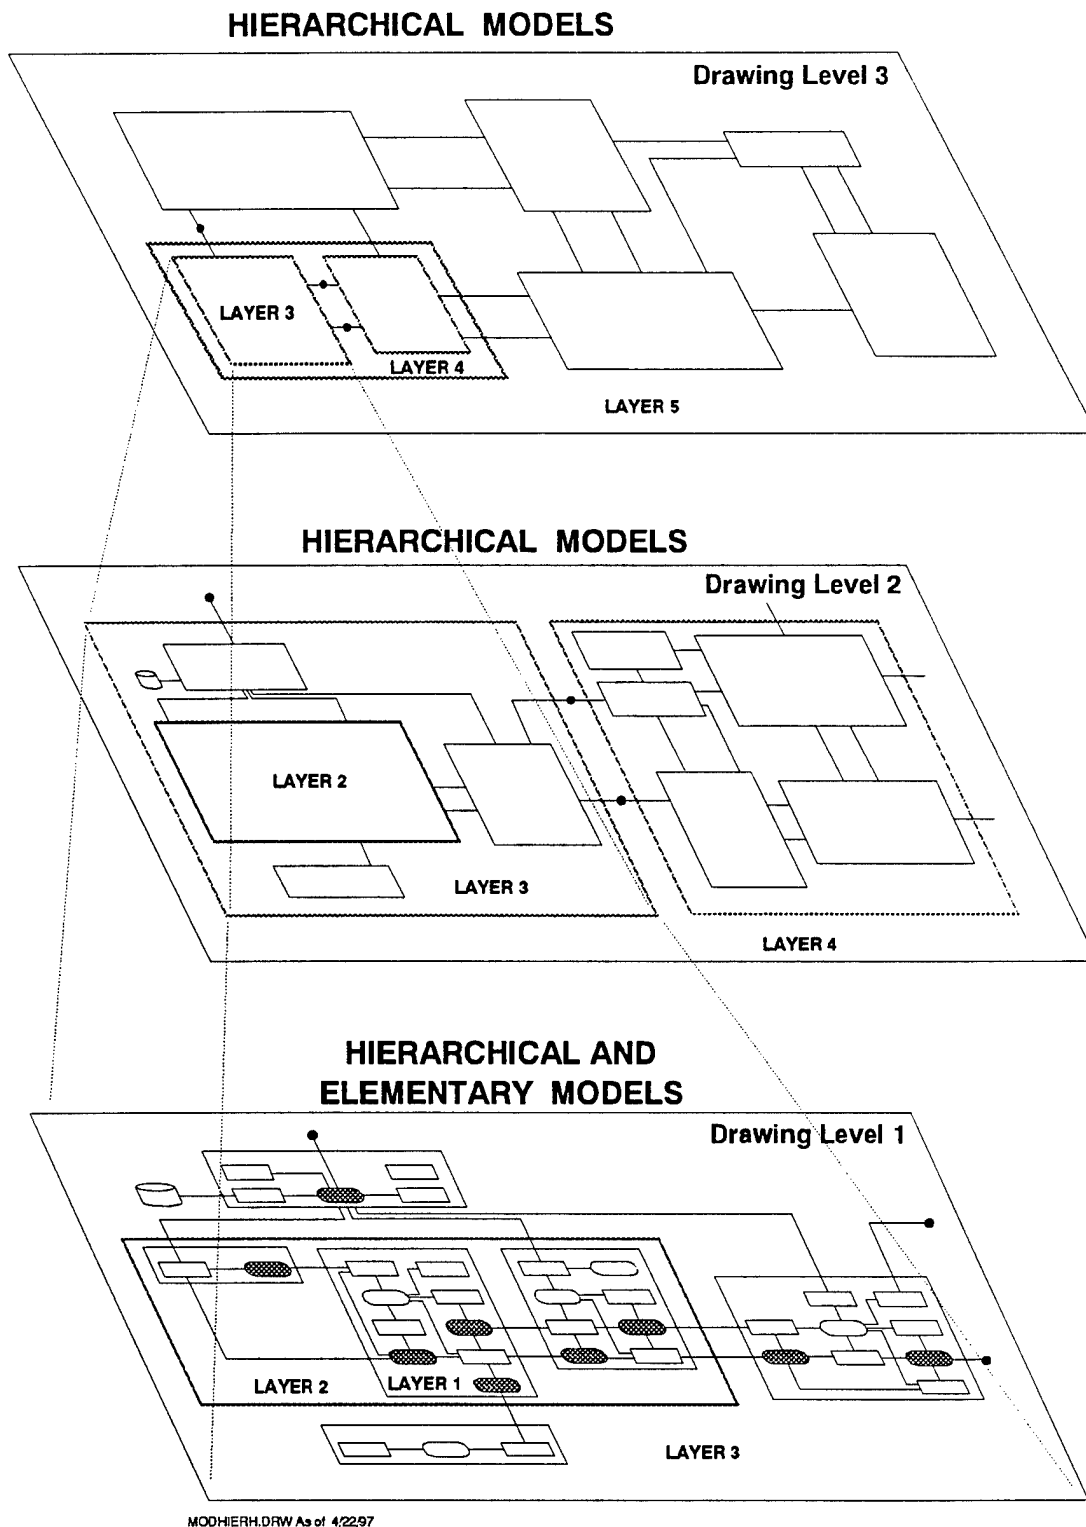 HIERARCHICAL MODELS
Drawing Level 3
LAYER 3
LAYER 4
LAYER 5
HIERARCHICAL MODELS
Drawing Level 2
LAYER 2
LAYER 3
LAYER 4
HIERARCHICAL AND
ELEMENTARY MODELS
Drawing Level 1
LAYER 2
LAYER 1
LAYER 3
MODHIERH.DRW As of 4/22/97